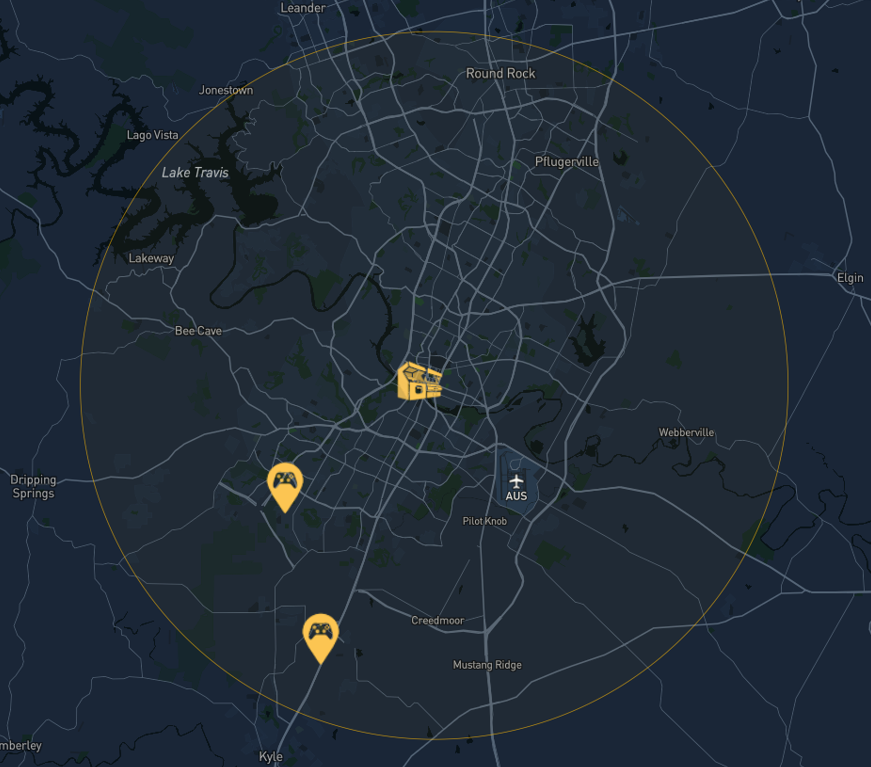 Leander
Round Rock
Jonestown
Lago Vista
Pflugerville
Lake Travis
Lakeway
Elgin
Bee Cave
Webberville
Dripping
Springs
AUS
Pilot Knob
Creedmoor
Mustang Ridge
mberley
Kyle